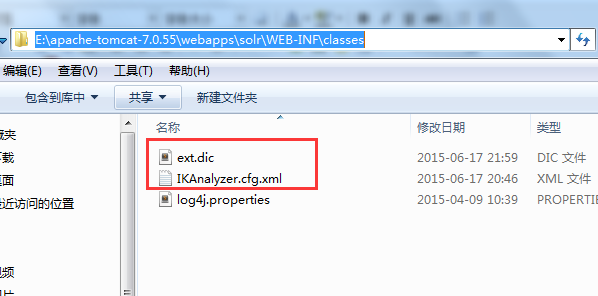 E:\apache-tomcat-7.0.55\webapps\solr\WEB-INF\classes
编辑(E) 查看(V) 工具(T) 帮助(H)
包含到库中 共享 新建文件夹
名称 修改日期 类型
ext.dic 2015-06-17 21:59 DIC 文件
IKAnalyzer.cfg.xml 2015-06-17 20:46 XML 文件
log4j.properties 2015-04-09 10:39 PROPERTIE
藏夹
下载
桌面
最近访问的位置
视频